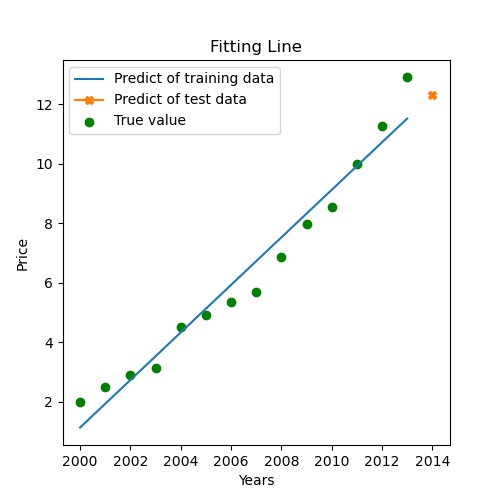 Fitting Line
Predict of training data
Predict of test data
True value
Price
12
10
8
6
4
2
2000 2002 2004 2006 2008 2010 2012 2014
Years